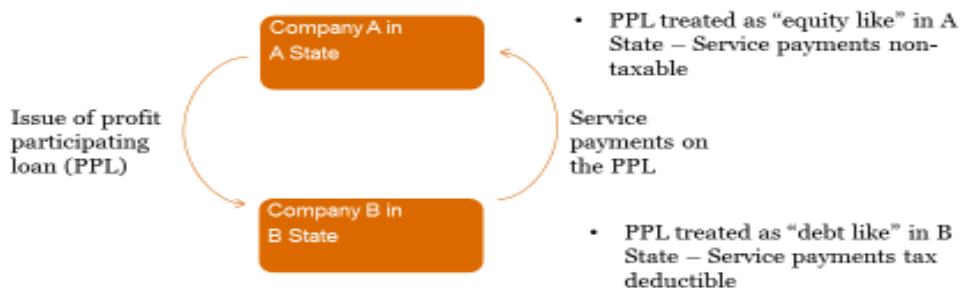 Company A in
A State
• PPL treated as “equity like” in A
State – Service payments non-
taxable
Issue of profit
participating
loan (PPL)
Service
payments on
the PPL
Company B in
B State
• PPL treated as “debt like” in B
State – Service payments tax
deductible